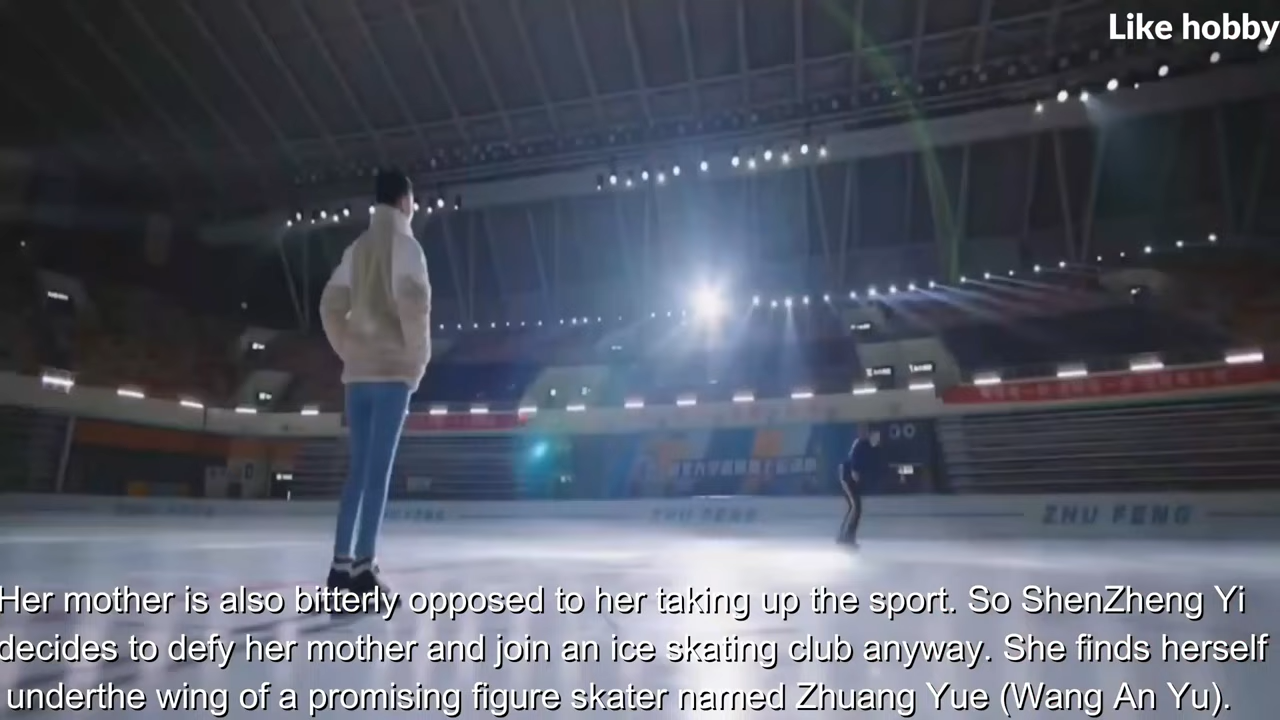 Like hobby
ZHU FENG
ZHU FENG
Her mother is also bitterly opposed to her taking up the sport. So ShenZheng Yi
decides to defy her mother and join an ice skating club anyway. She finds herself
underthe wing of a promising figure skater named Zhuang Yue (Wang An Yu).